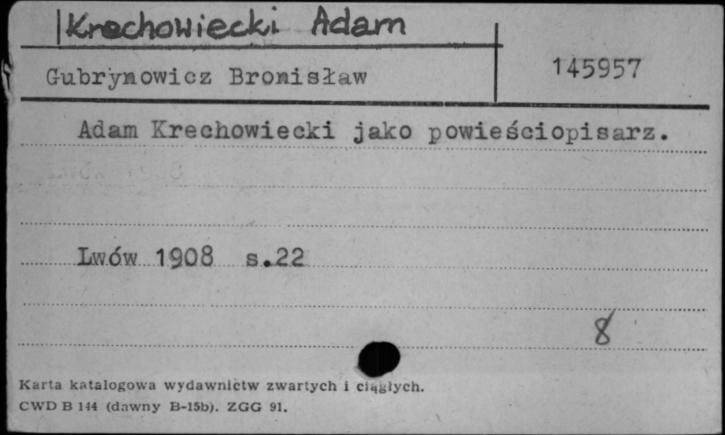 Krechowiecki Adam
Gubrynowicz Bronisław
145957
Adam Krechowiecki jako powieściopisarz.
Lwów 1908 s.22
8
Karta katalogowa wydawnictw zwartych i ciągłych.
CWD B 144 (dawny B-15b). ZGG 91.